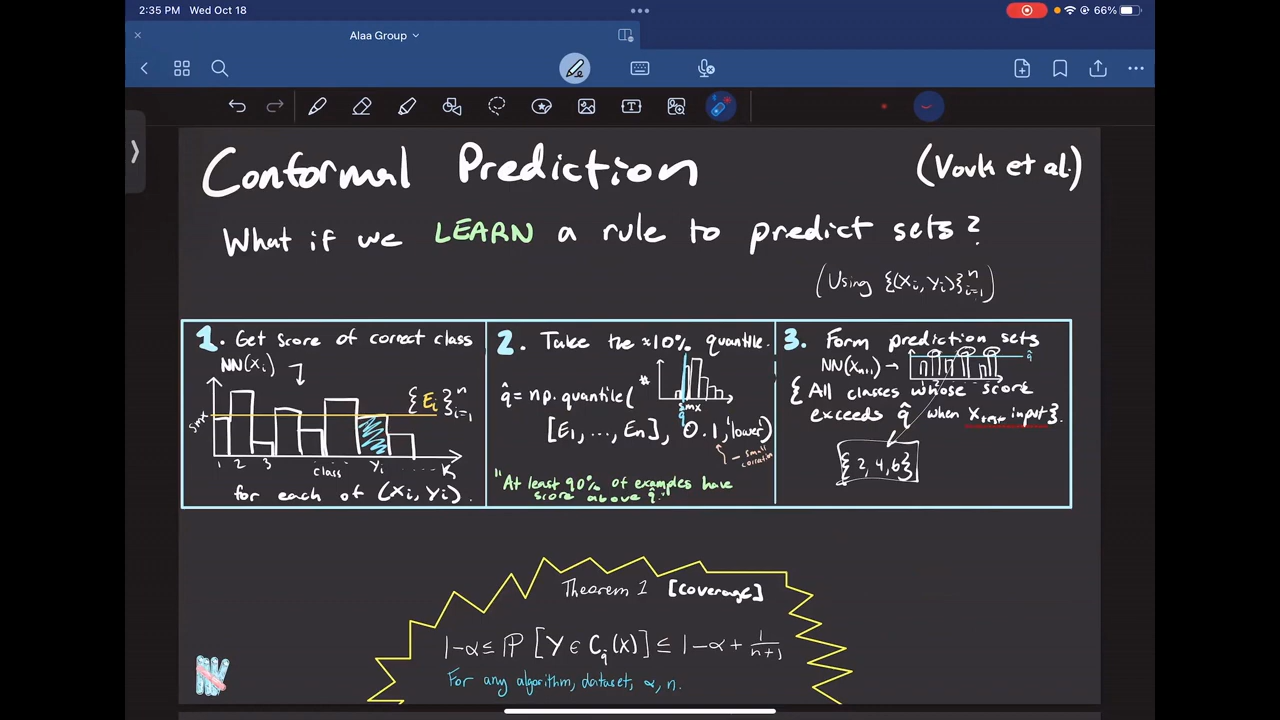 2:35 PM Wed Oct 18
66%
Alaa Group
Conformal Prediction (Vovk et al.)
What if we LEARN a rule to predict sets?
(Using {(Xi, Yi)}ⁿi=1)
1. Get score of correct class
NN(Xi)
{Ei}ⁿi=1
smx
1 2 3 class Yi ..... K
for each of (Xi, Yi).
2. Take the ≈10% quantile.
#
smx
q̂
q̂ = np.quantile(
[E1, ..., En], 0.1, 'lower')
- small correction
"At least 90% of examples have
score above q̂."
3. Form prediction sets
NN(Xn+1) →
q̂
{ All classes whose score
exceeds q̂ when Xtest input}.
{2, 4, 6}
Theorem 1 [coverage]
1-α ≤ ℙ[Y ∈ Cq̂(X)] ≤ 1-α + 1/(n+1)
For any algorithm, dataset, α, n.